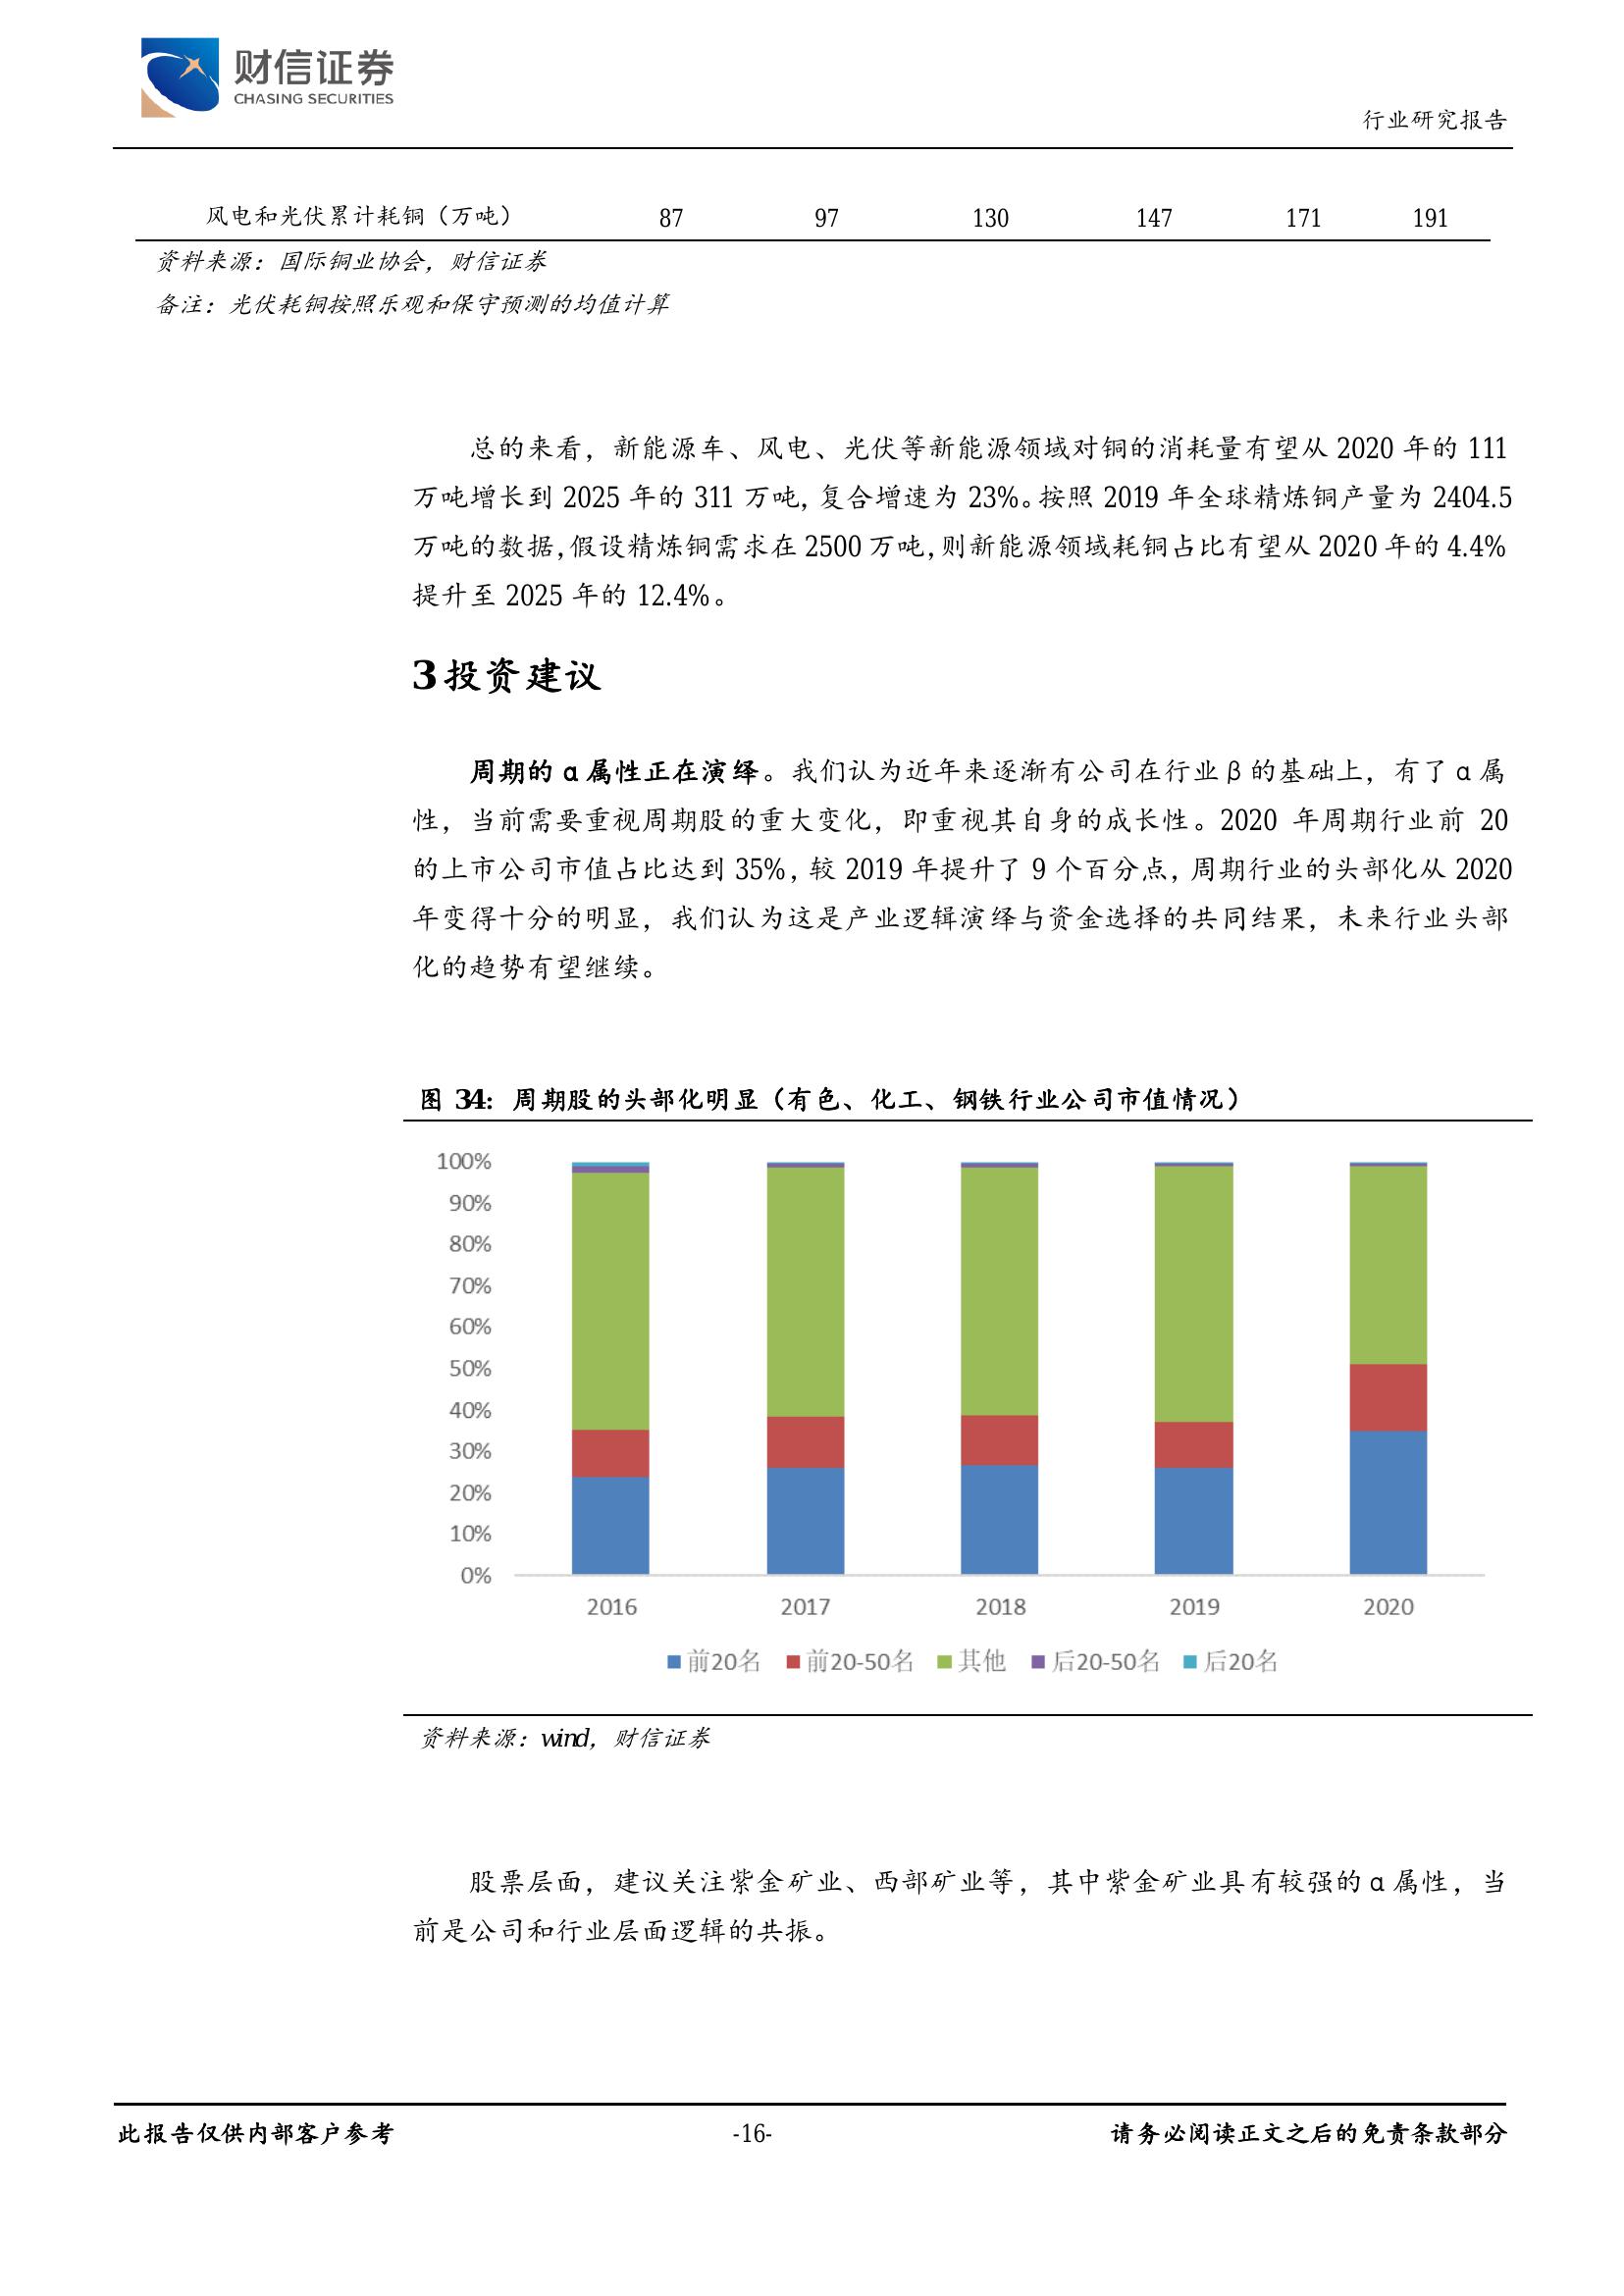 财信证券
CHASING SECURITIES
行业研究报告
风电和光伏累计耗铜（万吨） 87 97 130 147 171 191
资料来源：国际铜业协会，财信证券
备注：光伏耗铜按照乐观和保守预测的均值计算
总的来看，新能源车、风电、光伏等新能源领域对铜的消耗量有望从 2020 年的 111
万吨增长到 2025 年的 311 万吨，复合增速为 23%。按照 2019 年全球精炼铜产量为 2404.5
万吨的数据，假设精炼铜需求在 2500 万吨，则新能源领域耗铜占比有望从 2020 年的 4.4%
提升至 2025 年的 12.4%。
3 投资建议
周期的 α 属性正在演绎。我们认为近年来逐渐有公司在行业 β 的基础上，有了 α 属
性，当前需要重视周期股的重大变化，即重视其自身的成长性。2020 年周期行业前 20
的上市公司市值占比达到 35%，较 2019 年提升了 9 个百分点，周期行业的头部化从 2020
年变得十分的明显，我们认为这是产业逻辑演绎与资金选择的共同结果，未来行业头部
化的趋势有望继续。
图 34：周期股的头部化明显（有色、化工、钢铁行业公司市值情况）
100%
90%
80%
70%
60%
50%
40%
30%
20%
10%
0%
2016 2017 2018 2019 2020
前20名 前20-50名 其他 后20-50名 后20名
资料来源：wind，财信证券
股票层面，建议关注紫金矿业、西部矿业等，其中紫金矿业具有较强的 α 属性，当
前是公司和行业层面逻辑的共振。
此报告仅供内部客户参考 -16- 请务必阅读正文之后的免责条款部分